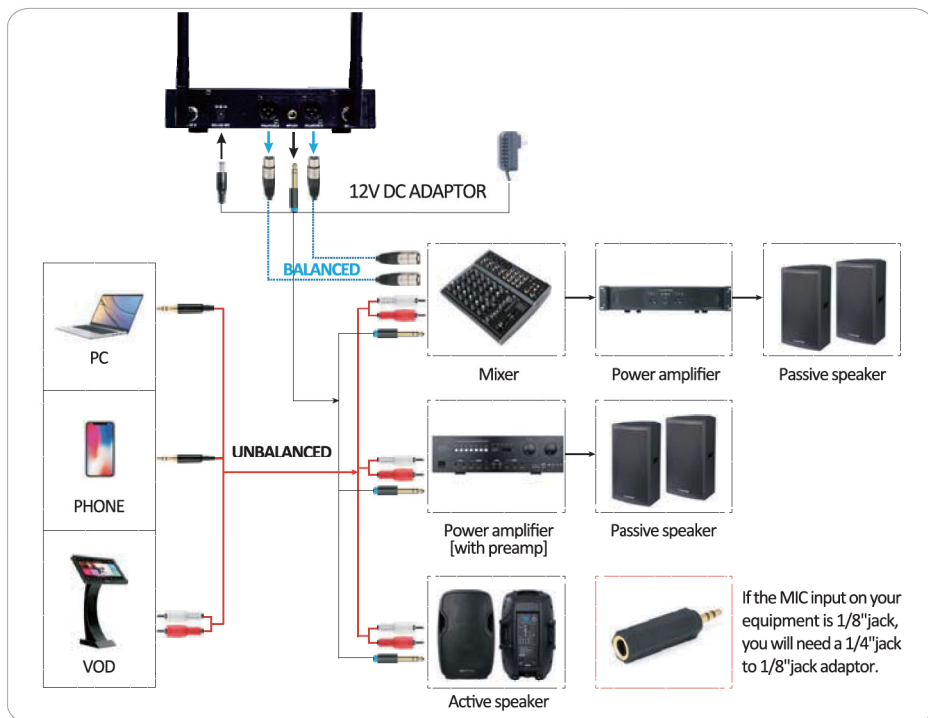 12V DC ADAPTOR
BALANCED
PC
Mixer
Power amplifier
Passive speaker
UNBALANCED
PHONE
Power amplifier
[with preamp]
Passive speaker
VOD
Active speaker
If the MIC input on your
equipment is 1/8"jack,
you will need a 1/4"jack
to 1/8"jack adaptor.